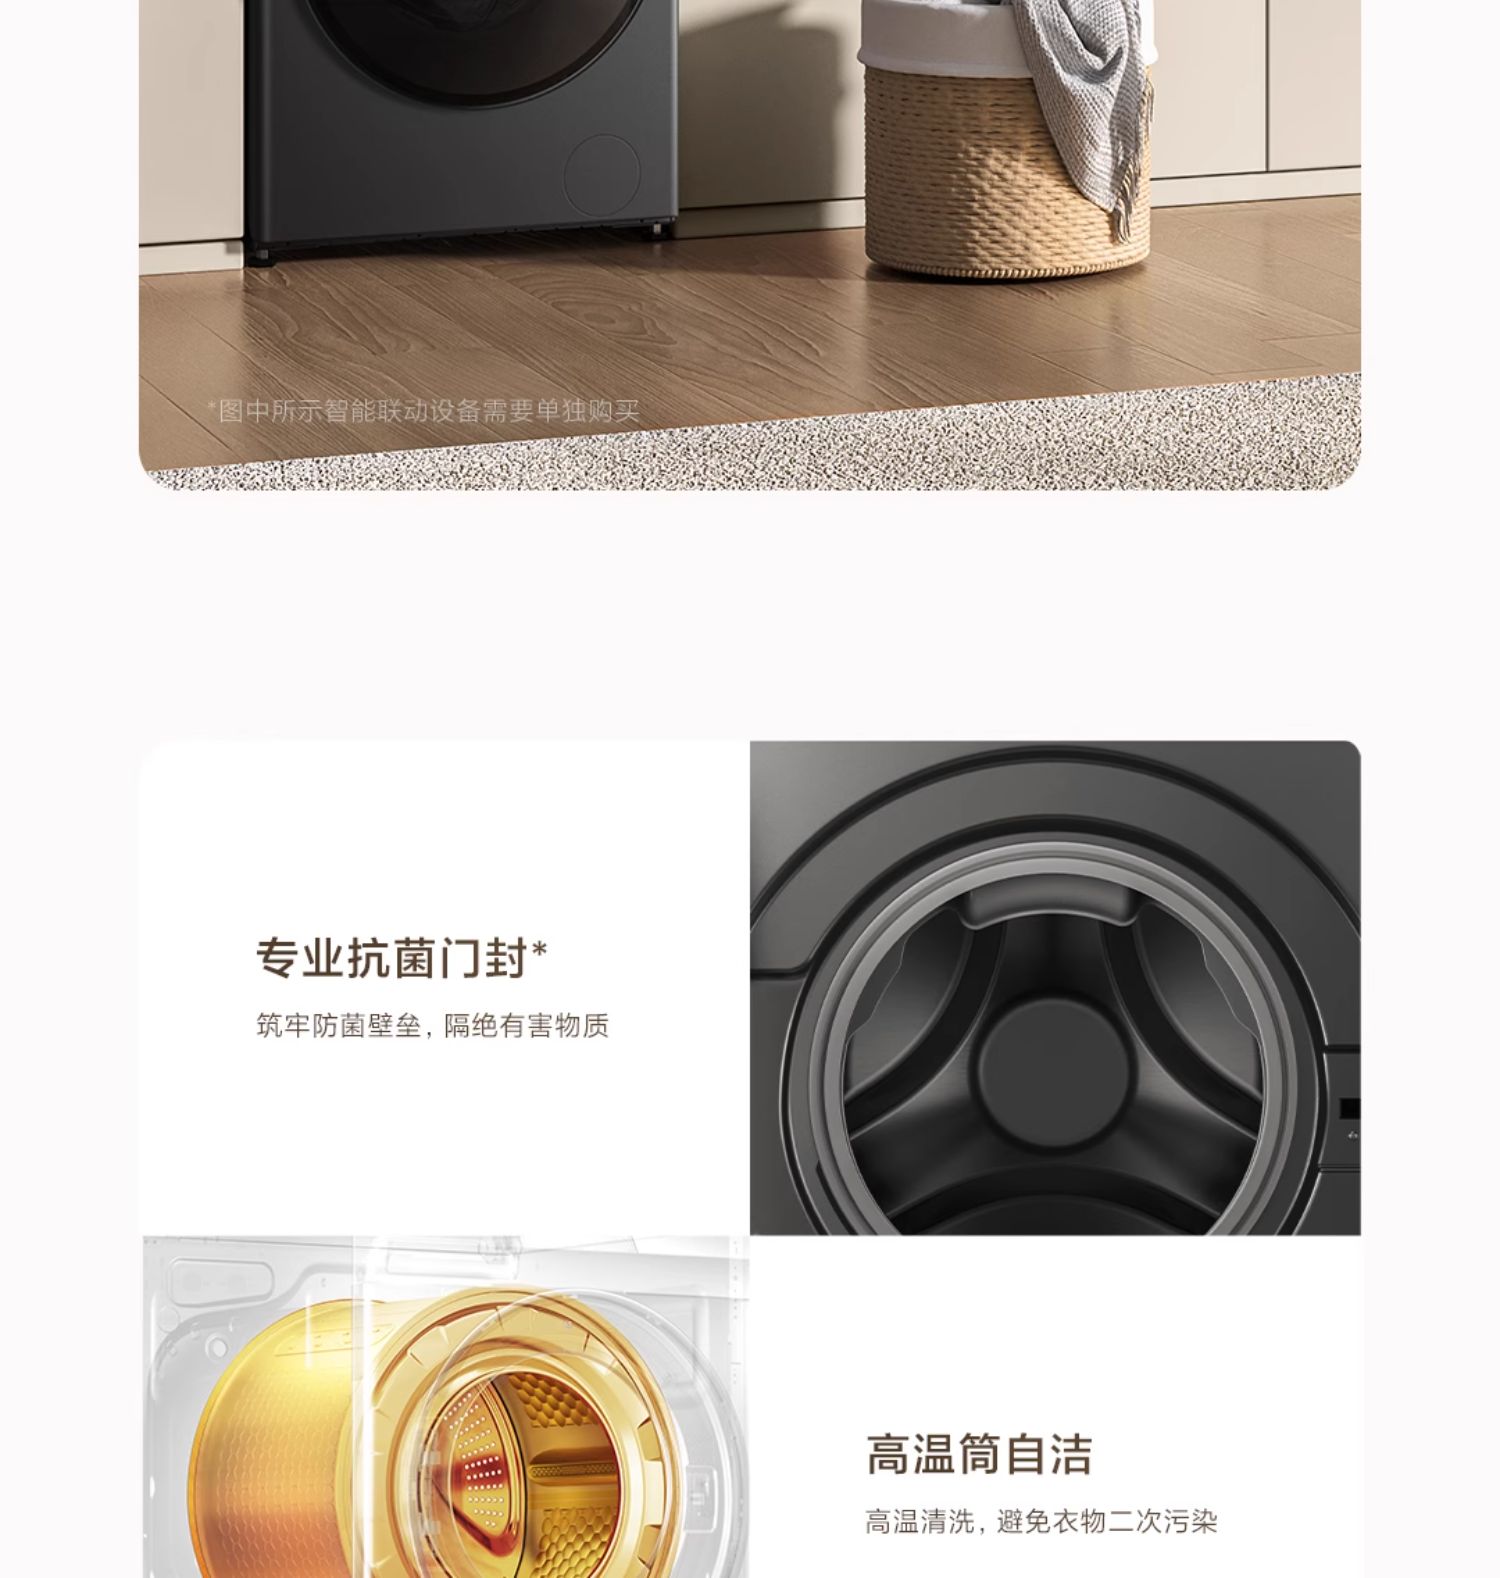 *图中所示智能联动设备需要单独购买
专业抗菌门封*
筑牢防菌壁垒，隔绝有害物质
高温筒自洁
高温清洗，避免衣物二次污染